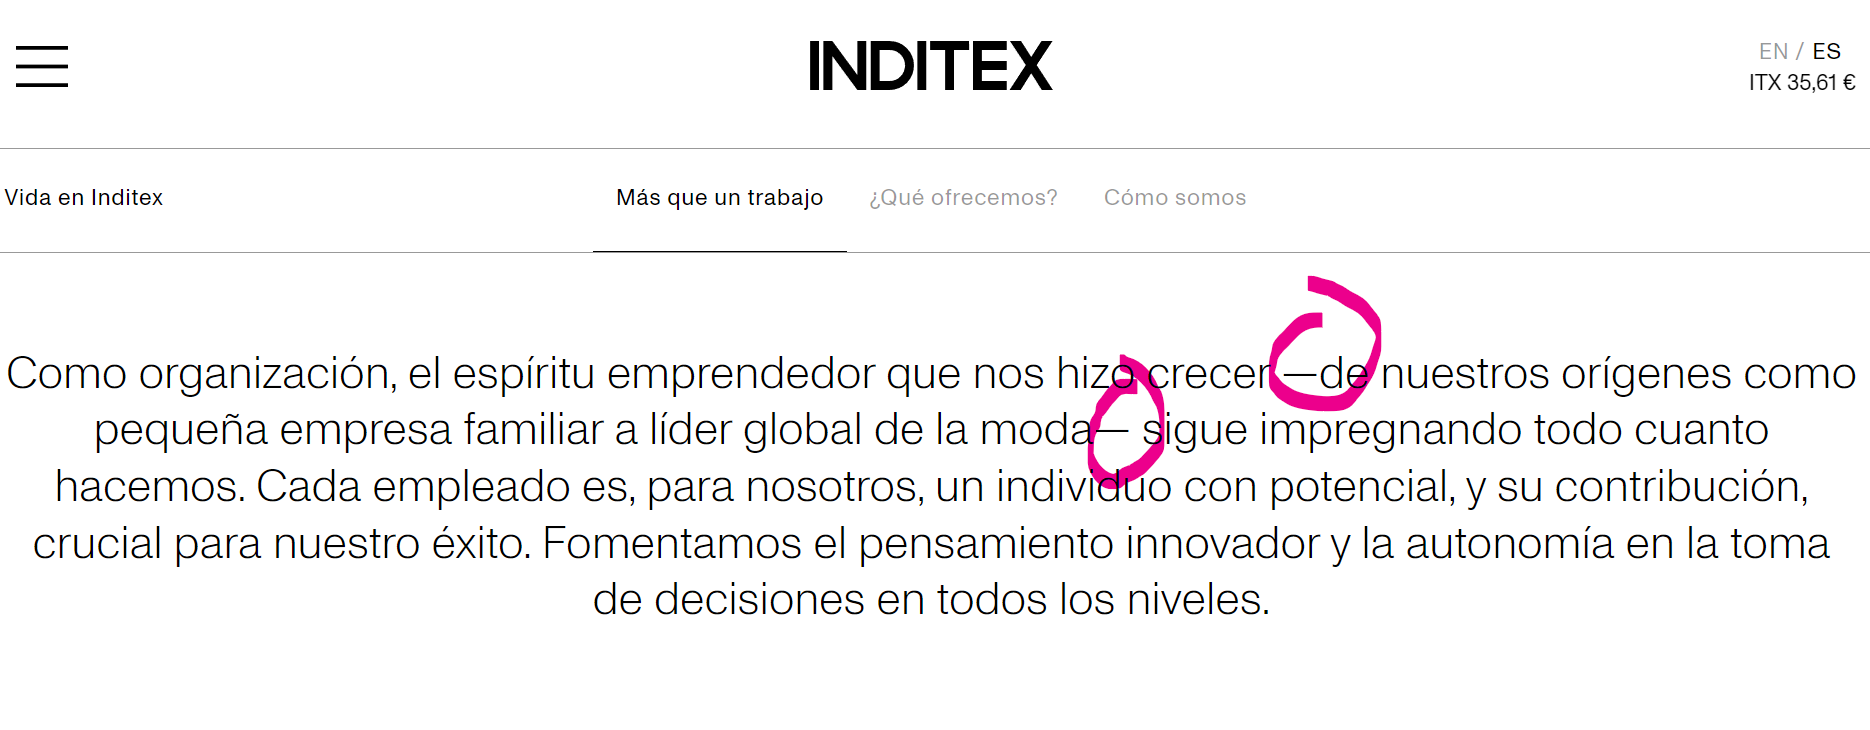 INDITEX
EN / ES
ITX 35,61 €
Vida en Inditex
Más que un trabajo
¿Qué ofrecemos?
Cómo somos
Como organización, el espíritu emprendedor que nos hizo crecer —de nuestros orígenes como
pequeña empresa familiar a líder global de la moda— sigue impregnando todo cuanto
hacemos. Cada empleado es, para nosotros, un individuo con potencial, y su contribución,
crucial para nuestro éxito. Fomentamos el pensamiento innovador y la autonomía en la toma
de decisiones en todos los niveles.